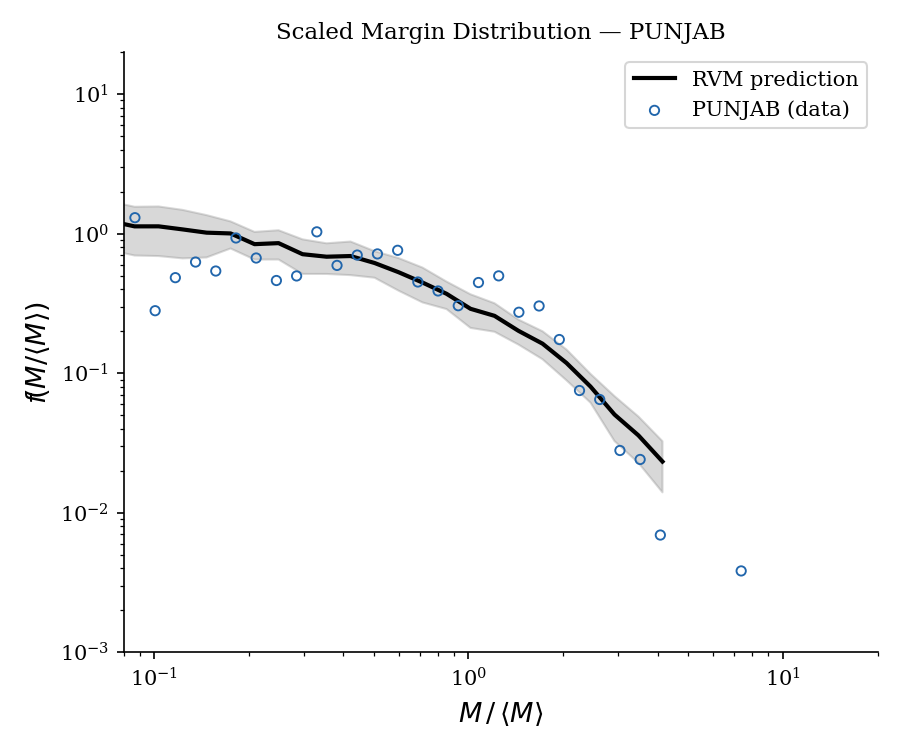 Scaled Margin Distribution — PUNJAB
RVM prediction
PUNJAB (data)
f(M/⟨M⟩)
10¹
10⁰
10⁻¹
10⁻²
10⁻³
10⁻¹
10⁰
10¹
M / ⟨M⟩